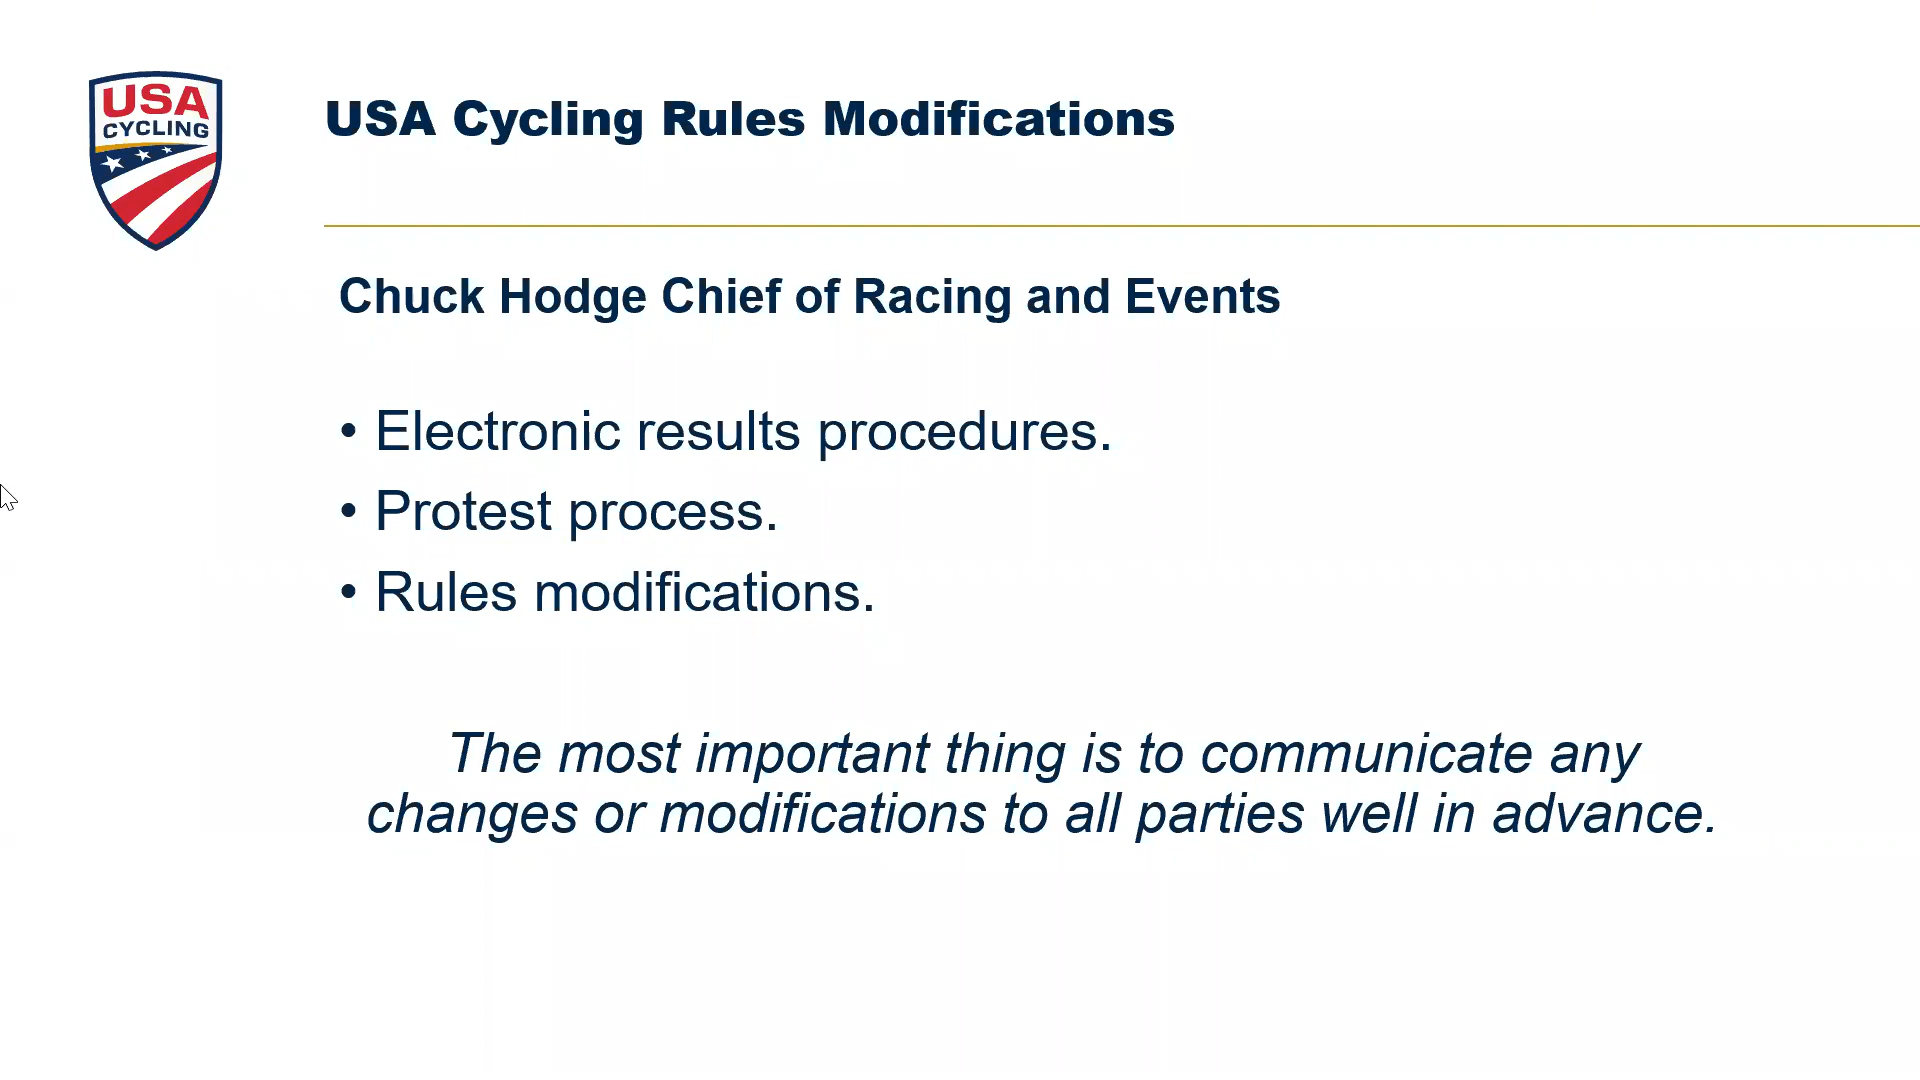 USA
CYCLING
USA Cycling Rules Modifications
Chuck Hodge Chief of Racing and Events
• Electronic results procedures.
• Protest process.
• Rules modifications.
The most important thing is to communicate any
changes or modifications to all parties well in advance.